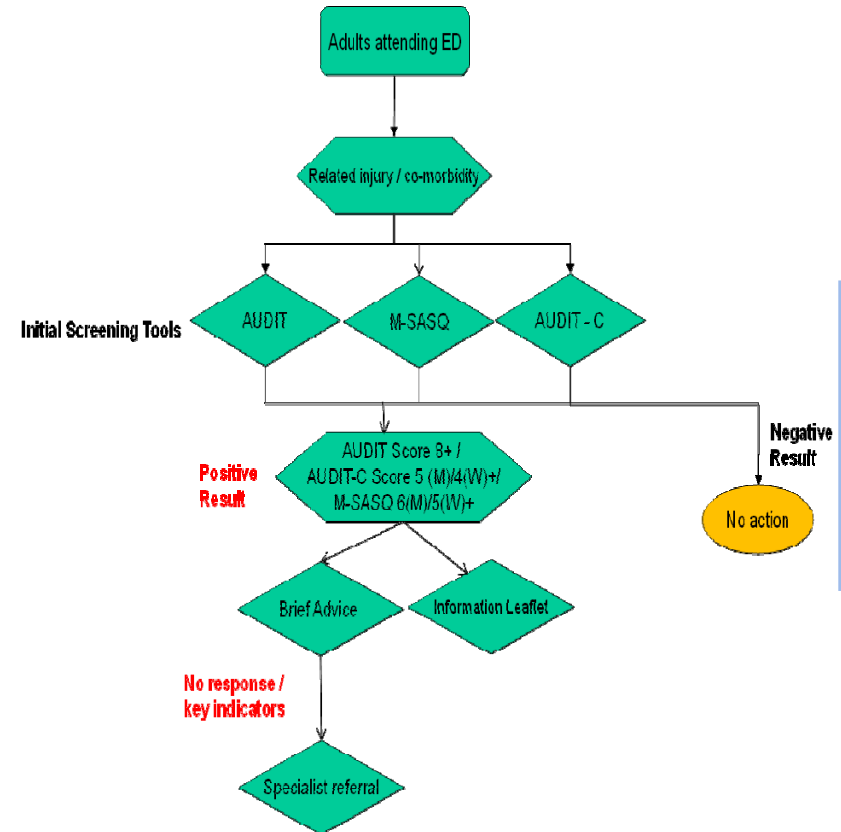 Adults attending ED
Related injury / co-morbidity
Initial Screening Tools
AUDIT
M-SASQ
AUDIT - C
Positive
Result
AUDIT Score 8+ /
AUDIT-C Score 5 (M)/4(W)+/
M-SASQ 6(M)/5(W)+
Negative
Result
No action
Brief Advice
Information Leaflet
No response /
key indicators
Specialist referral